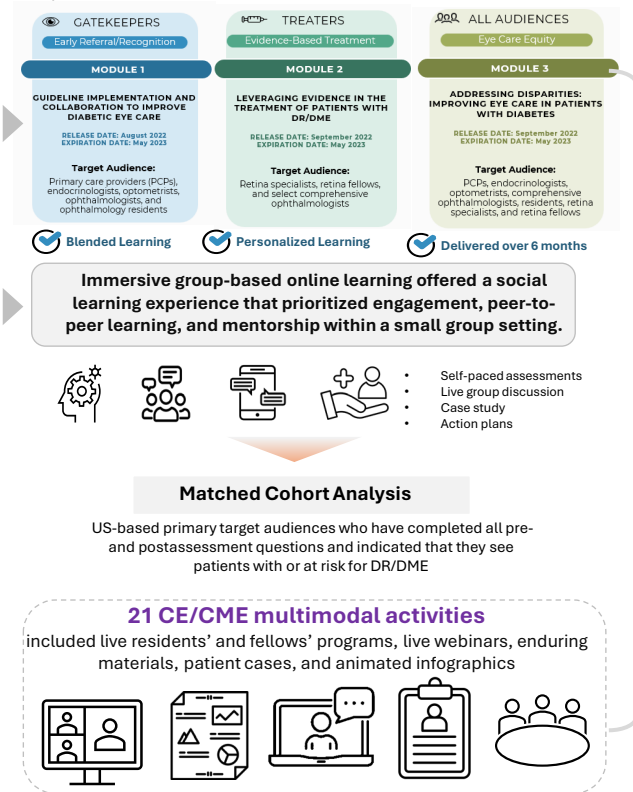 GATEKEEPERS
Early Referral/Recognition
MODULE 1
GUIDELINE IMPLEMENTATION AND
COLLABORATION TO IMPROVE
DIABETIC EYE CARE
RELEASE DATE: August 2022
EXPIRATION DATE: May 2023
Target Audience:
Primary care providers (PCPs),
endocrinologists, optometrists,
ophthalmologists, and
ophthalmology residents
TREATERS
Evidence-Based Treatment
MODULE 2
LEVERAGING EVIDENCE IN THE
TREATMENT OF PATIENTS WITH
DR/DME
RELEASE DATE: September 2022
EXPIRATION DATE: May 2023
Target Audience:
Retina specialists, retina fellows,
and select comprehensive
ophthalmologists
ALL AUDIENCES
Eye Care Equity
MODULE 3
ADDRESSING DISPARITIES:
IMPROVING EYE CARE IN PATIENTS
WITH DIABETES
RELEASE DATE: September 2022
EXPIRATION DATE: May 2023
Target Audience:
PCPs, endocrinologists,
optometrists, comprehensive
ophthalmologists, residents, retina
specialists, and retina fellows
Blended Learning
Personalized Learning
Delivered over 6 months
Immersive group-based online learning offered a social
learning experience that prioritized engagement, peer-to-
peer learning, and mentorship within a small group setting.
• Self-paced assessments
• Live group discussion
• Case study
• Action plans
Matched Cohort Analysis
US-based primary target audiences who have completed all pre-
and postassessment questions and indicated that they see
patients with or at risk for DR/DME
21 CE/CME multimodal activities
included live residents' and fellows' programs, live webinars, enduring
materials, patient cases, and animated infographics